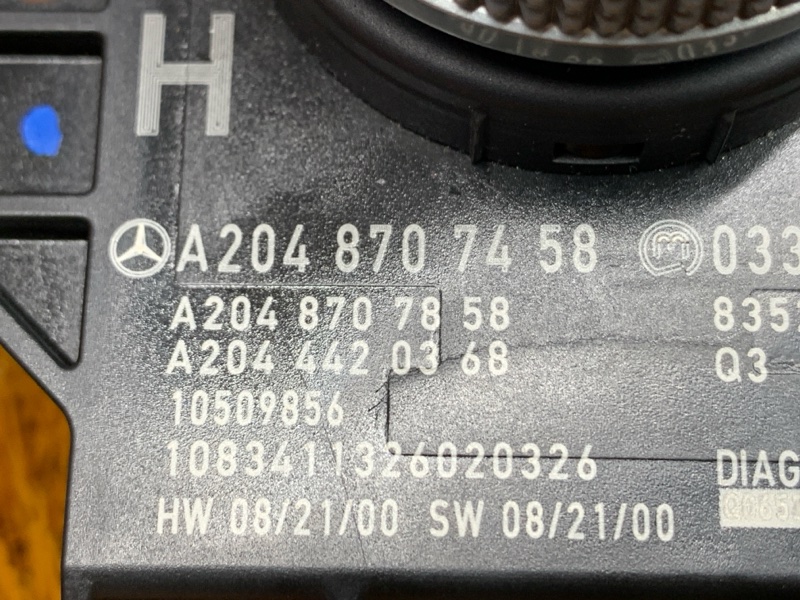 H
A204 870 74 58 033
A204 870 78 58 835
A204 442 03 68 Q3
10509856
1083411326020326
DIAG
HW 08/21/00 SW 08/21/00